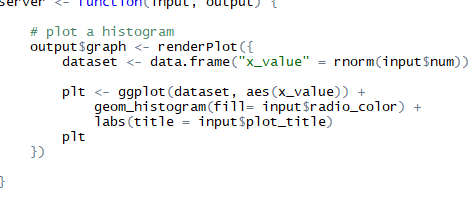 server <- function(input, output) {
# plot a histogram
output$graph <- renderPlot({
dataset <- data.frame("x_value" = rnorm(input$num))
plt <- ggplot(dataset, aes(x_value)) +
geom_histogram(fill= input$radio_color) +
labs(title = input$plot_title)
plt
})
}